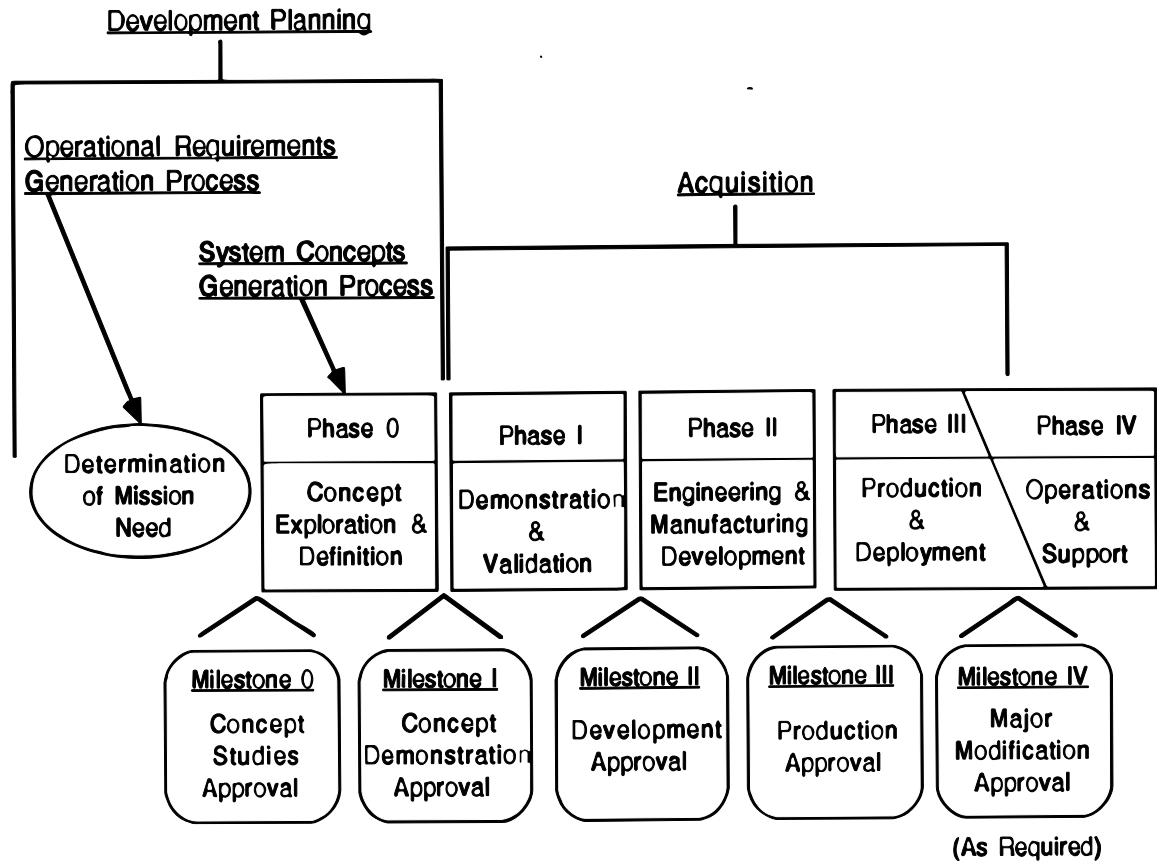 Development Planning
Operational Requirements
Generation Process
Acquisition
System Concepts
Generation Process
Determination
of Mission
Need
Phase 0
Concept
Exploration &
Definition
Phase I
Demonstration
&
Validation
Phase II
Engineering &
Manufacturing
Development
Phase III
Production
&
Deployment
Phase IV
Operations
&
Support
Milestone 0
Concept
Studies
Approval
Milestone I
Concept
Demonstration
Approval
Milestone II
Development
Approval
Milestone III
Production
Approval
Milestone IV
Major
Modification
Approval
(As Required)